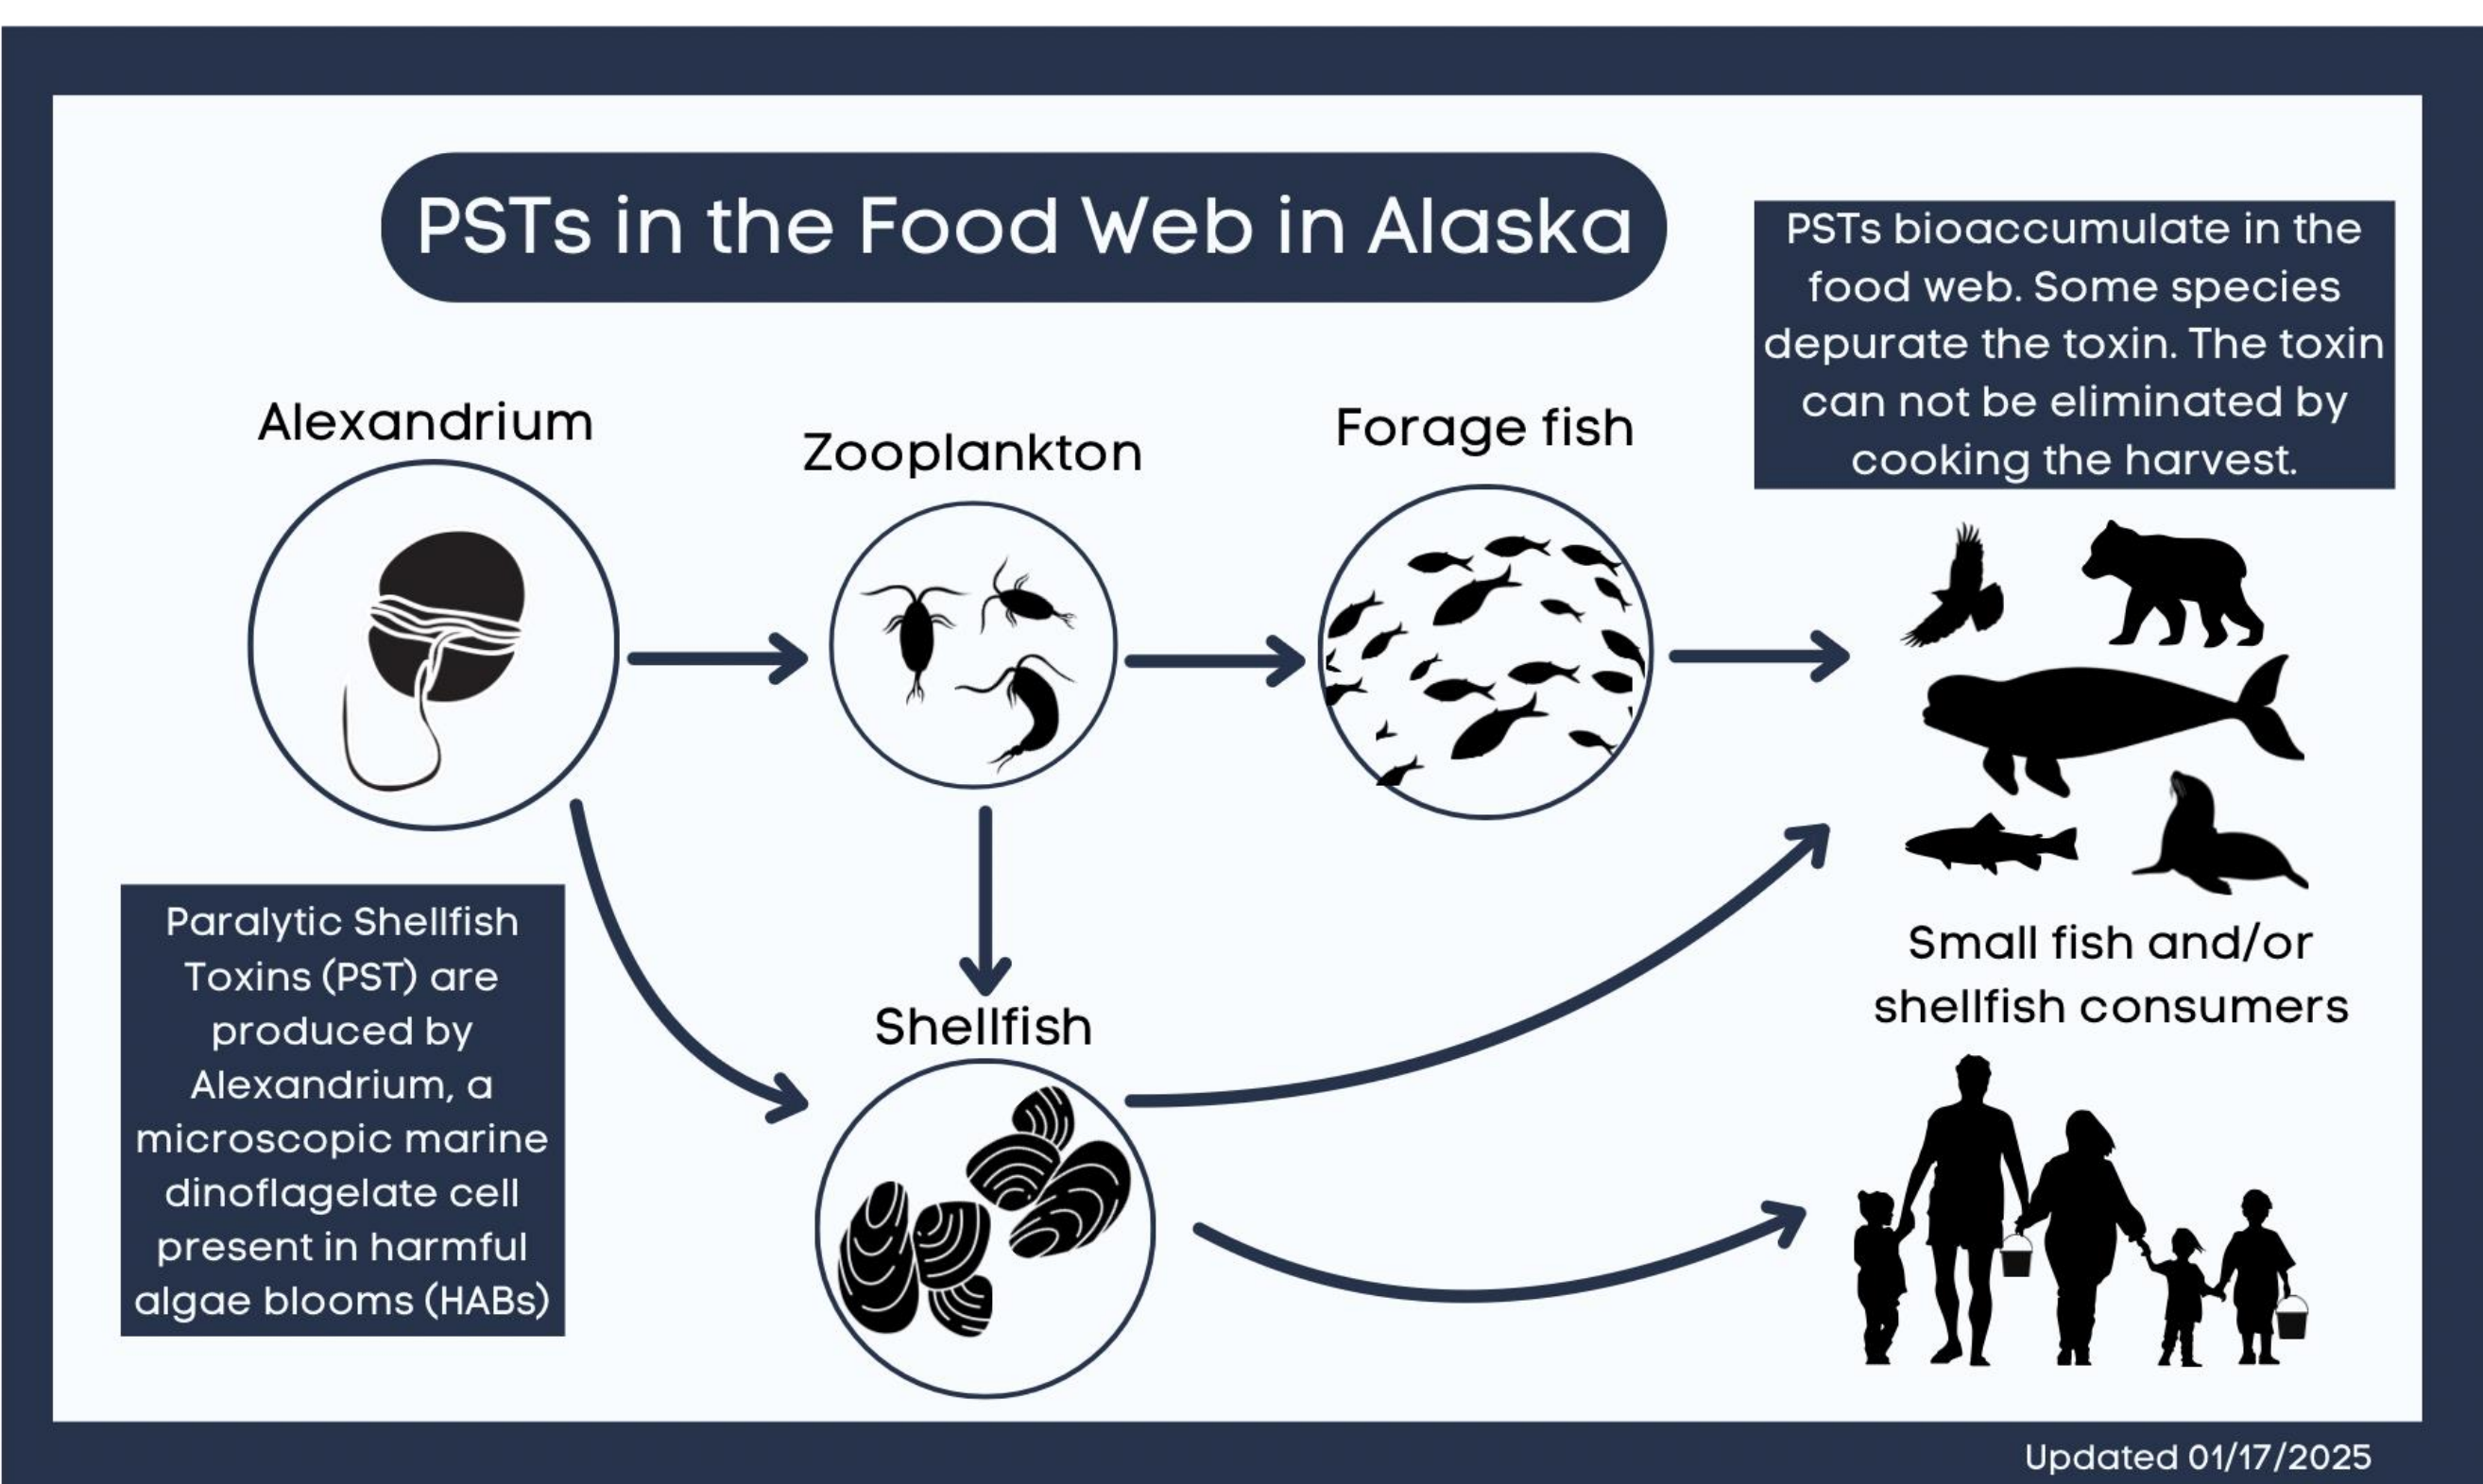 PSTs in the Food Web in Alaska
PSTs bioaccumulate in the
food web. Some species
depurate the toxin. The toxin
can not be eliminated by
cooking the harvest.
Alexandrium
Zooplankton
Forage fish
Paralytic Shellfish
Toxins (PST) are
produced by
Alexandrium, a
microscopic marine
dinoflagelate cell
present in harmful
algae blooms (HABs)
Shellfish
Small fish and/or
shellfish consumers
Updated 01/17/2025